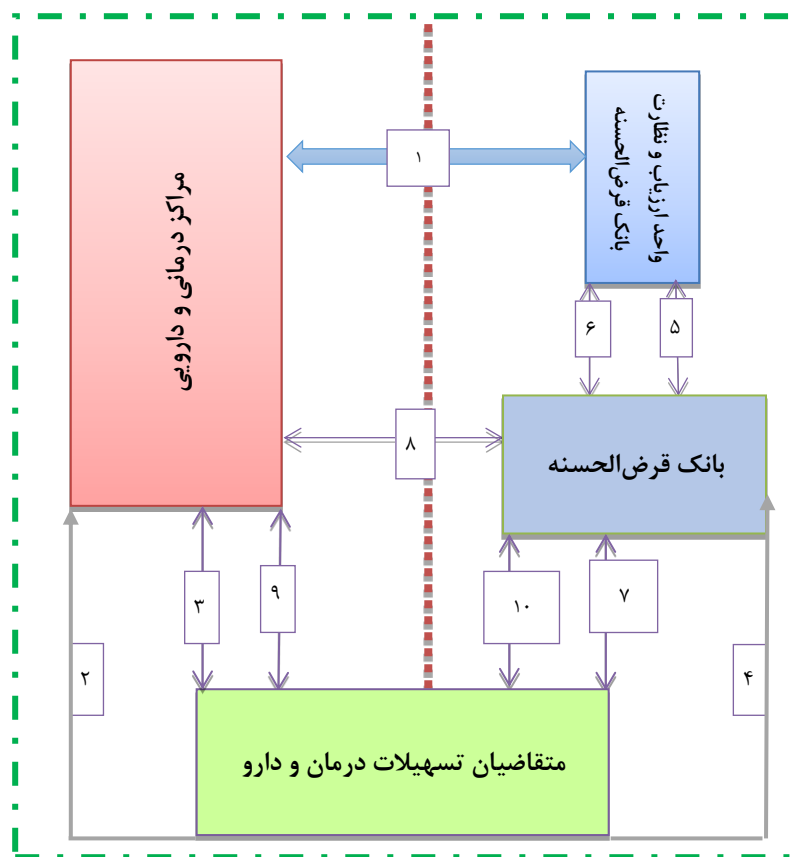 واحد ارزیاب و نظارت
بانک قرض‌الحسنه
مراکز درمانی و دارویی
۱
۶
۵
۸
بانک قرض‌الحسنه
۳
۹
۱۰
۷
۲
۴
متقاضیان تسهیلات درمان و دارو